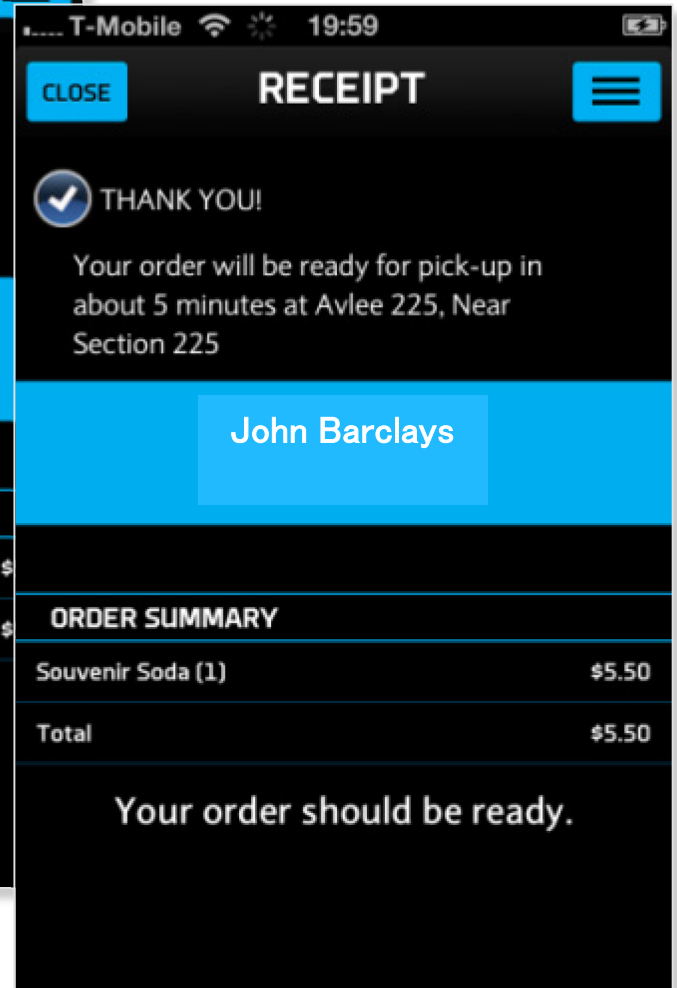 T-Mobile 19:59
CLOSE RECEIPT
THANK YOU!
Your order will be ready for pick-up in
about 5 minutes at Avlee 225, Near
Section 225
John Barclays
ORDER SUMMARY
$
Souvenir Soda (1) $5.50
$
Total $5.50
Your order should be ready.